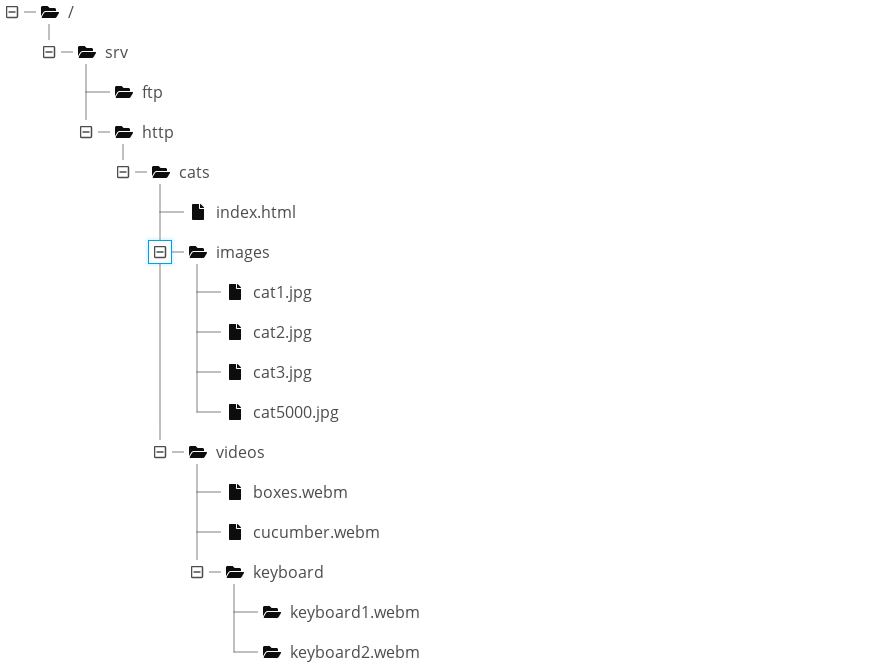 /
srv
ftp
http
cats
index.html
images
cat1.jpg
cat2.jpg
cat3.jpg
cat5000.jpg
videos
boxes.webm
cucumber.webm
keyboard
keyboard1.webm
keyboard2.webm